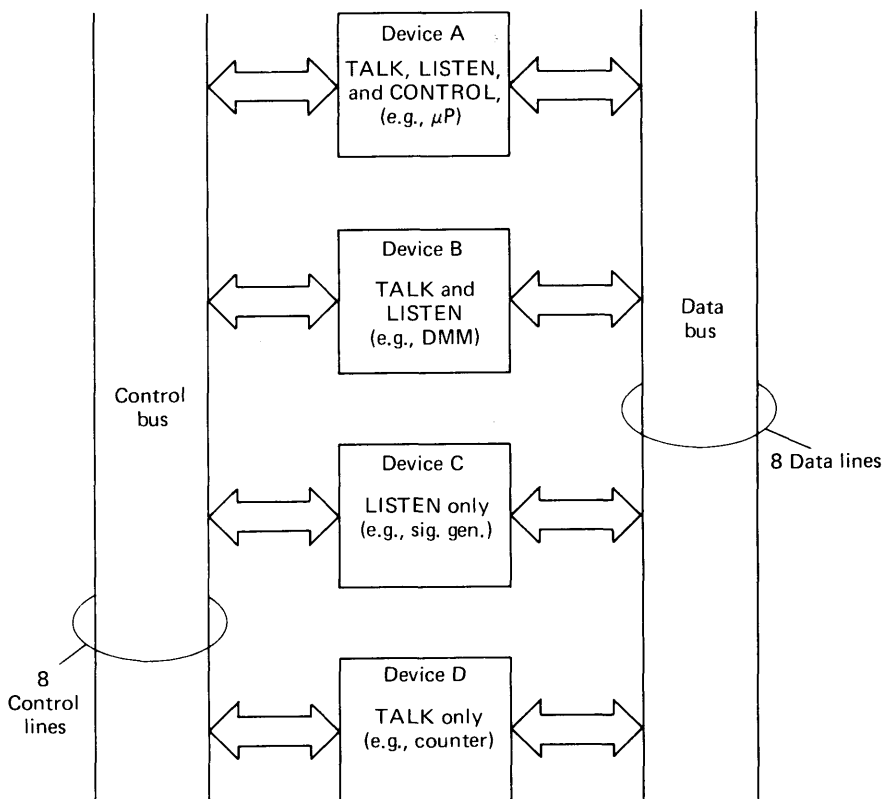 Device A
TALK, LISTEN,
and CONTROL,
(e.g., μP)
Device B
TALK and
LISTEN
(e.g., DMM)
Data
bus
Control
bus
8 Data lines
Device C
LISTEN only
(e.g., sig. gen.)
8
Control
lines
Device D
TALK only
(e.g., counter)